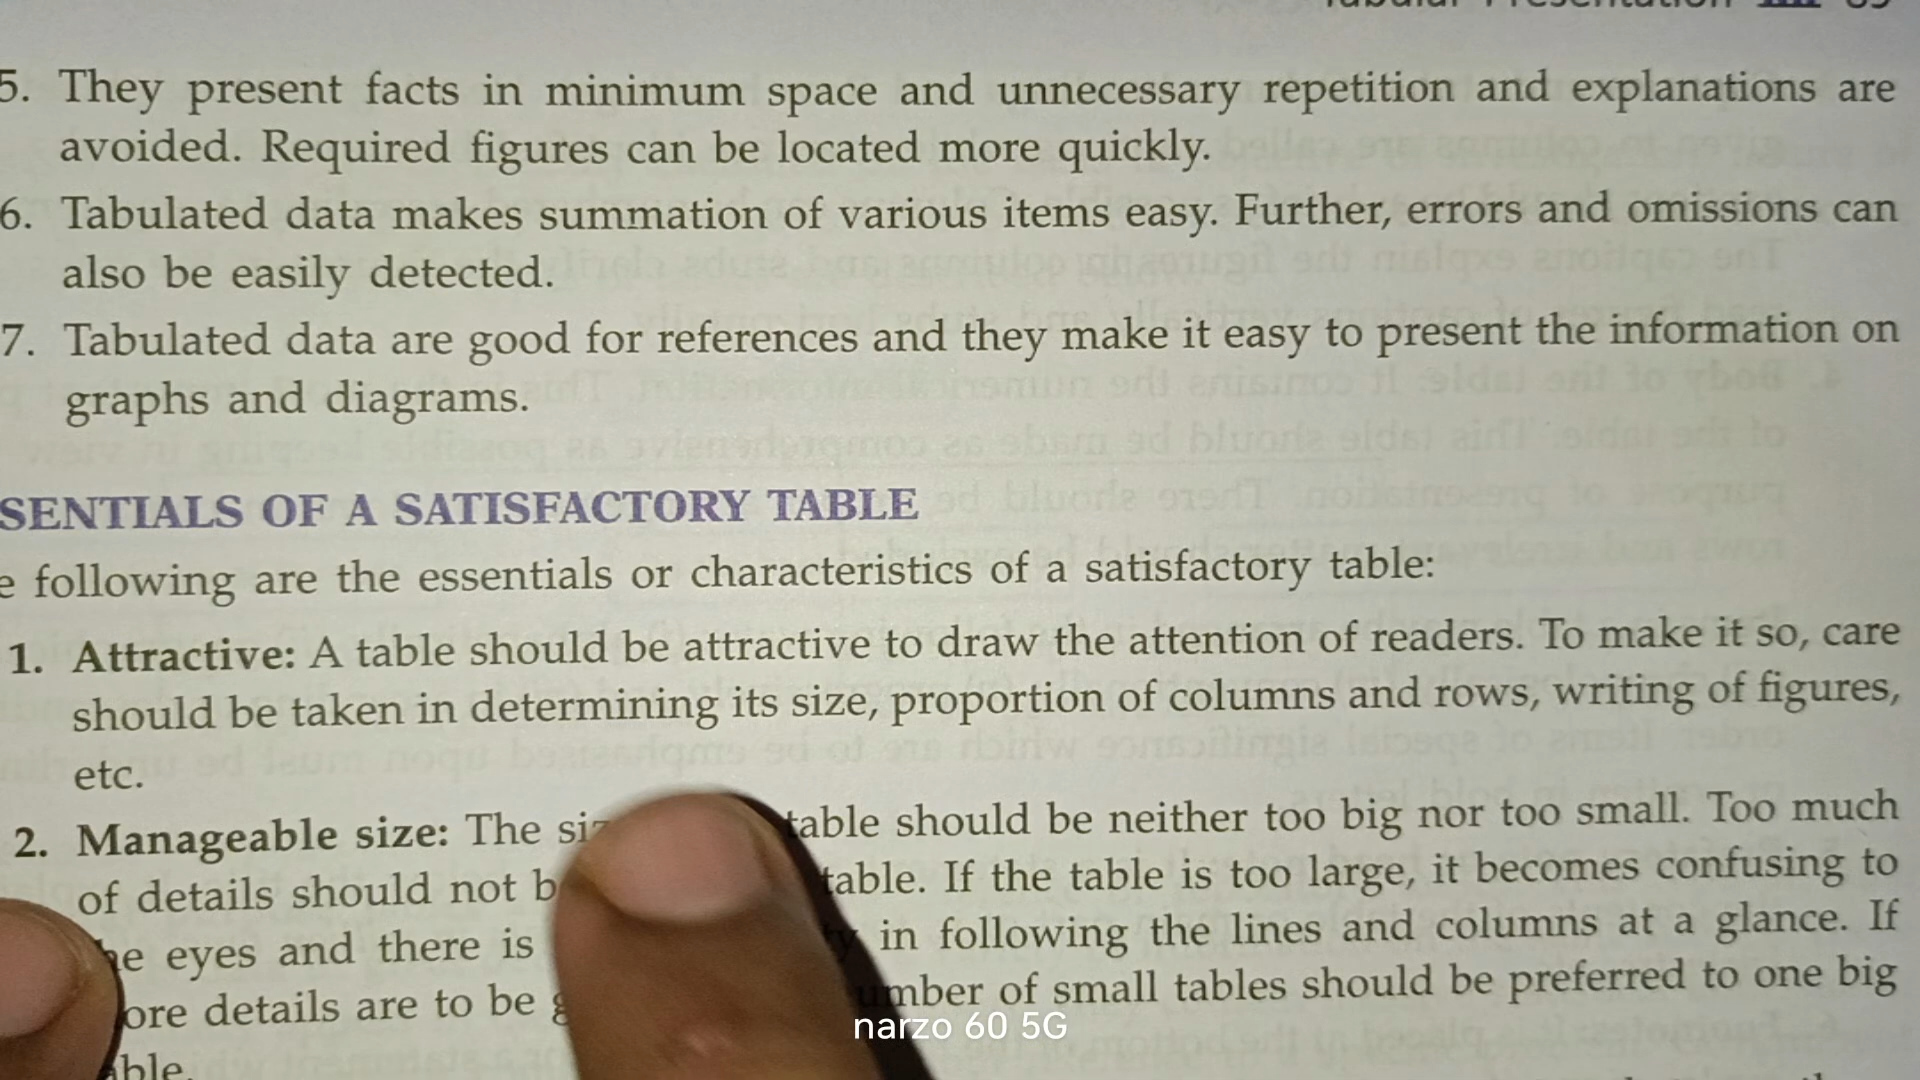 5. They present facts in minimum space and unnecessary repetition and explanations are
avoided. Required figures can be located more quickly.
6. Tabulated data makes summation of various items easy. Further, errors and omissions can
also be easily detected.
7. Tabulated data are good for references and they make it easy to present the information on
graphs and diagrams.
SENTIALS OF A SATISFACTORY TABLE
e following are the essentials or characteristics of a satisfactory table:
1. Attractive: A table should be attractive to draw the attention of readers. To make it so, care
should be taken in determining its size, proportion of columns and rows, writing of figures,
etc.
2. Manageable size: The table should be neither too big nor too small. Too much
of details should not table. If the table is too large, it becomes confusing to
eyes and there is in following the lines and columns at a glance. If
details are to be of small tables should be preferred to one big
narzo 60 5G